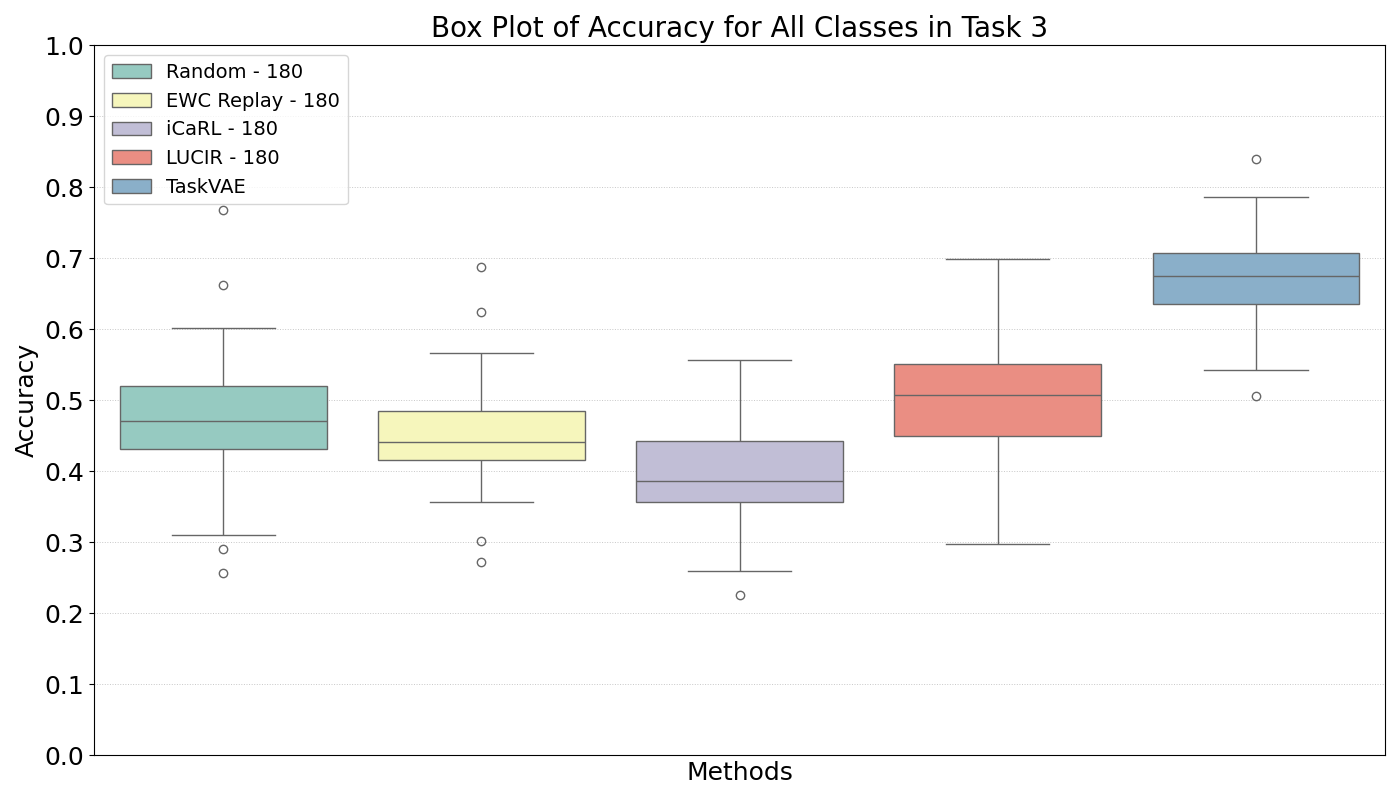 Box Plot of Accuracy for All Classes in Task 3
1.0
0.9
0.8
0.7
0.6
0.5
0.4
0.3
0.2
0.1
0.0
Accuracy
Random - 180
EWC Replay - 180
iCaRL - 180
LUCIR - 180
TaskVAE
Methods